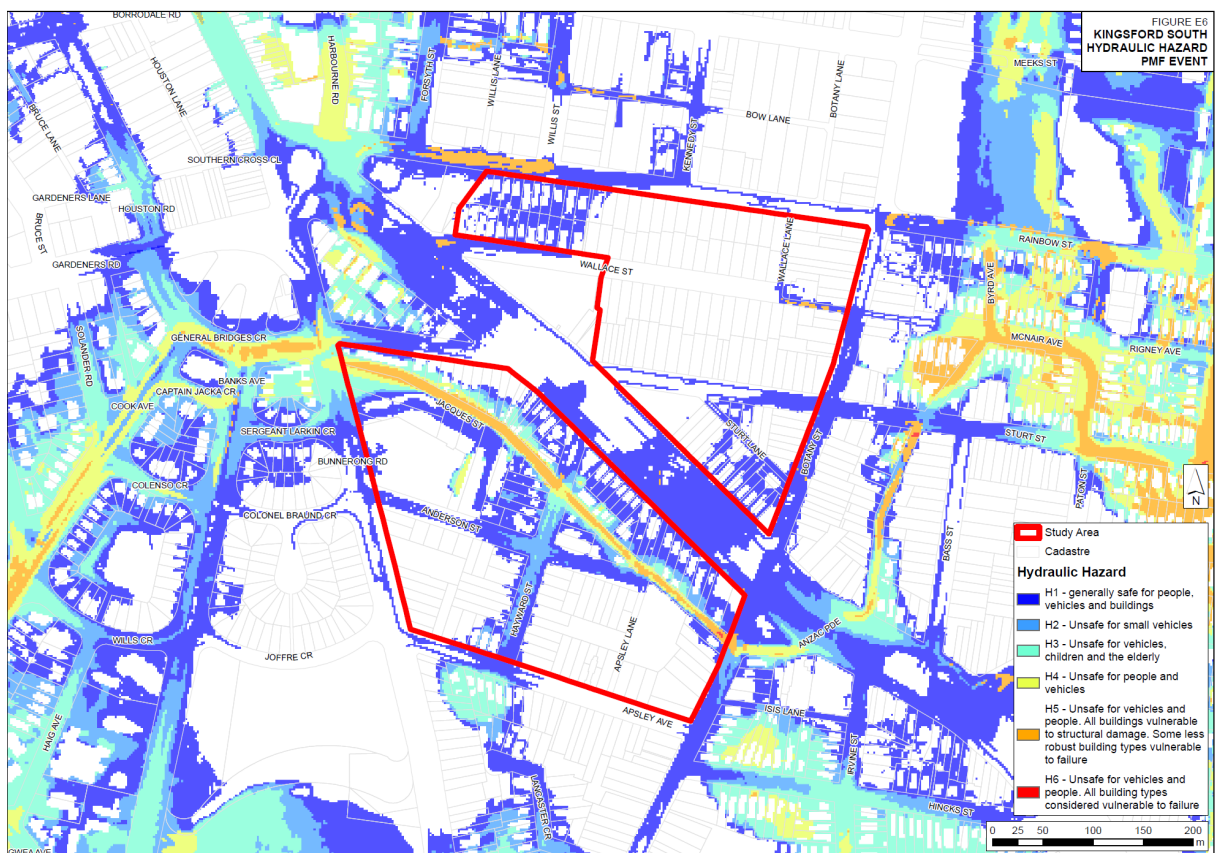 BORRODALE RD
FIGURE E6
KINGSFORD SOUTH
HYDRAULIC HAZARD
PMF EVENT
HOUSTON LANE
HARBOURNE RD
FORSYTH ST
WILLIS LANE
MEEKS ST
BOTANY LANE
BRUCE LANE
WILLIS ST
BOW LANE
KENNEDY ST
SOUTHERN CROSS CL
GARDENERS LANE
HOUSTON RD
BRUCE ST
WALLACE LANE
RAINBOW ST
GARDENERS RD
WALLACE ST
BYRD AVE
SOLANDER RD
GENERAL BRIDGES CR
MCNAIR AVE
RIGNEY AVE
BANKS AVE
CAPTAIN JACKA CR
COOK AVE
JACQUES ST
SERGEANT LARKIN CR
STURT LANE
BOTANY ST
STURT ST
BUNNERONG RD
COLENSO CR
PATON ST
N
COLONEL BRAUND CR
ANDERSON ST
BASS ST
Study Area
Cadastre
Hydraulic Hazard
H1 - generally safe for people,
vehicles and buildings
H2 - Unsafe for small vehicles
H3 - Unsafe for vehicles,
children and the elderly
H4 - Unsafe for people and
vehicles
H5 - Unsafe for vehicles and
people. All buildings vulnerable
to structural damage. Some less
robust building types vulnerable
to failure
H6 - Unsafe for vehicles and
people. All building types
considered vulnerable to failure
HAYWARD ST
WILLS CR
ANZAC PDE
JOFFRE CR
APSLEY LANE
APSLEY AVE
ISIS LANE
HAIG AVE
IRVINE ST
LANCASTER CR
HINCKS ST
0 25 50 100 150 200
m
GWEA AVE